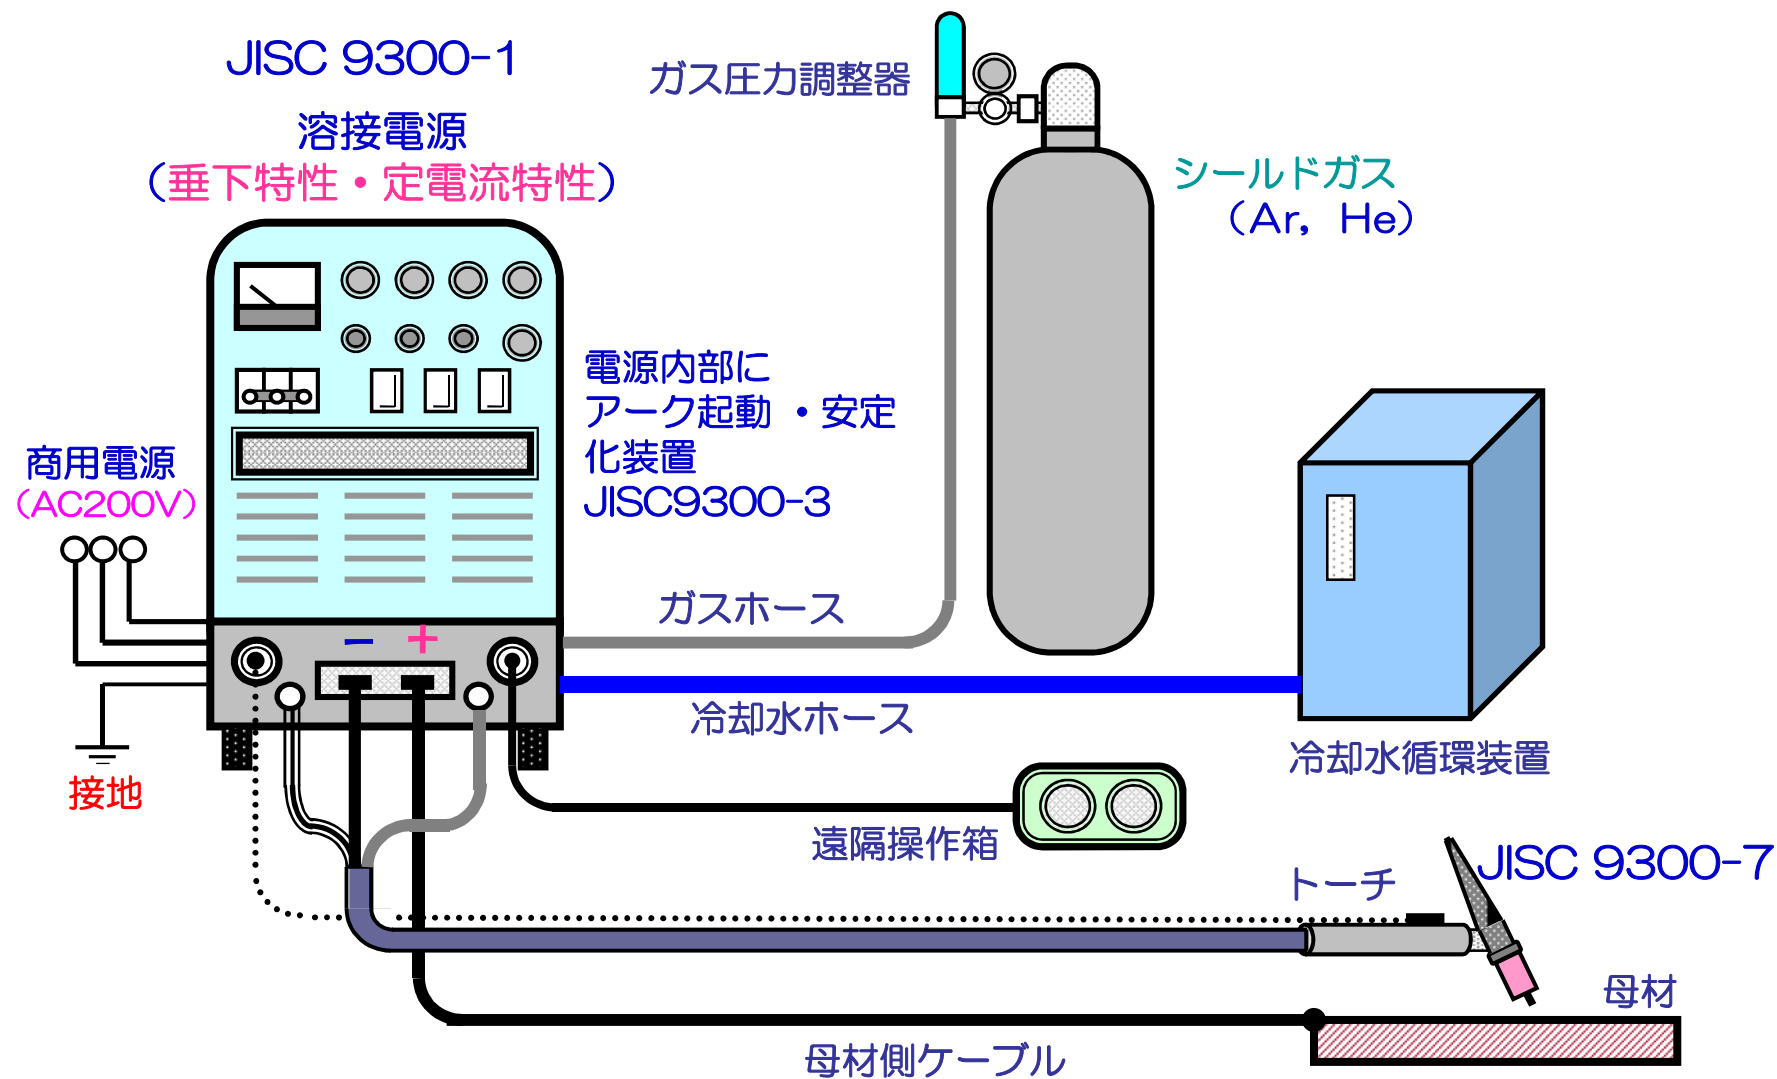 JISC 9300-1
溶接電源
（垂下特性・定電流特性）
ガス圧力調整器
シールドガス
（Ar, He）
電源内部に
アーク起動 ・安定
化装置
JISC9300-3
商用電源
（AC200V）
ガスホース
－ ＋
冷却水ホース
冷却水循環装置
接地
遠隔操作箱
トーチ
JISC 9300-7
母材
母材側ケーブル